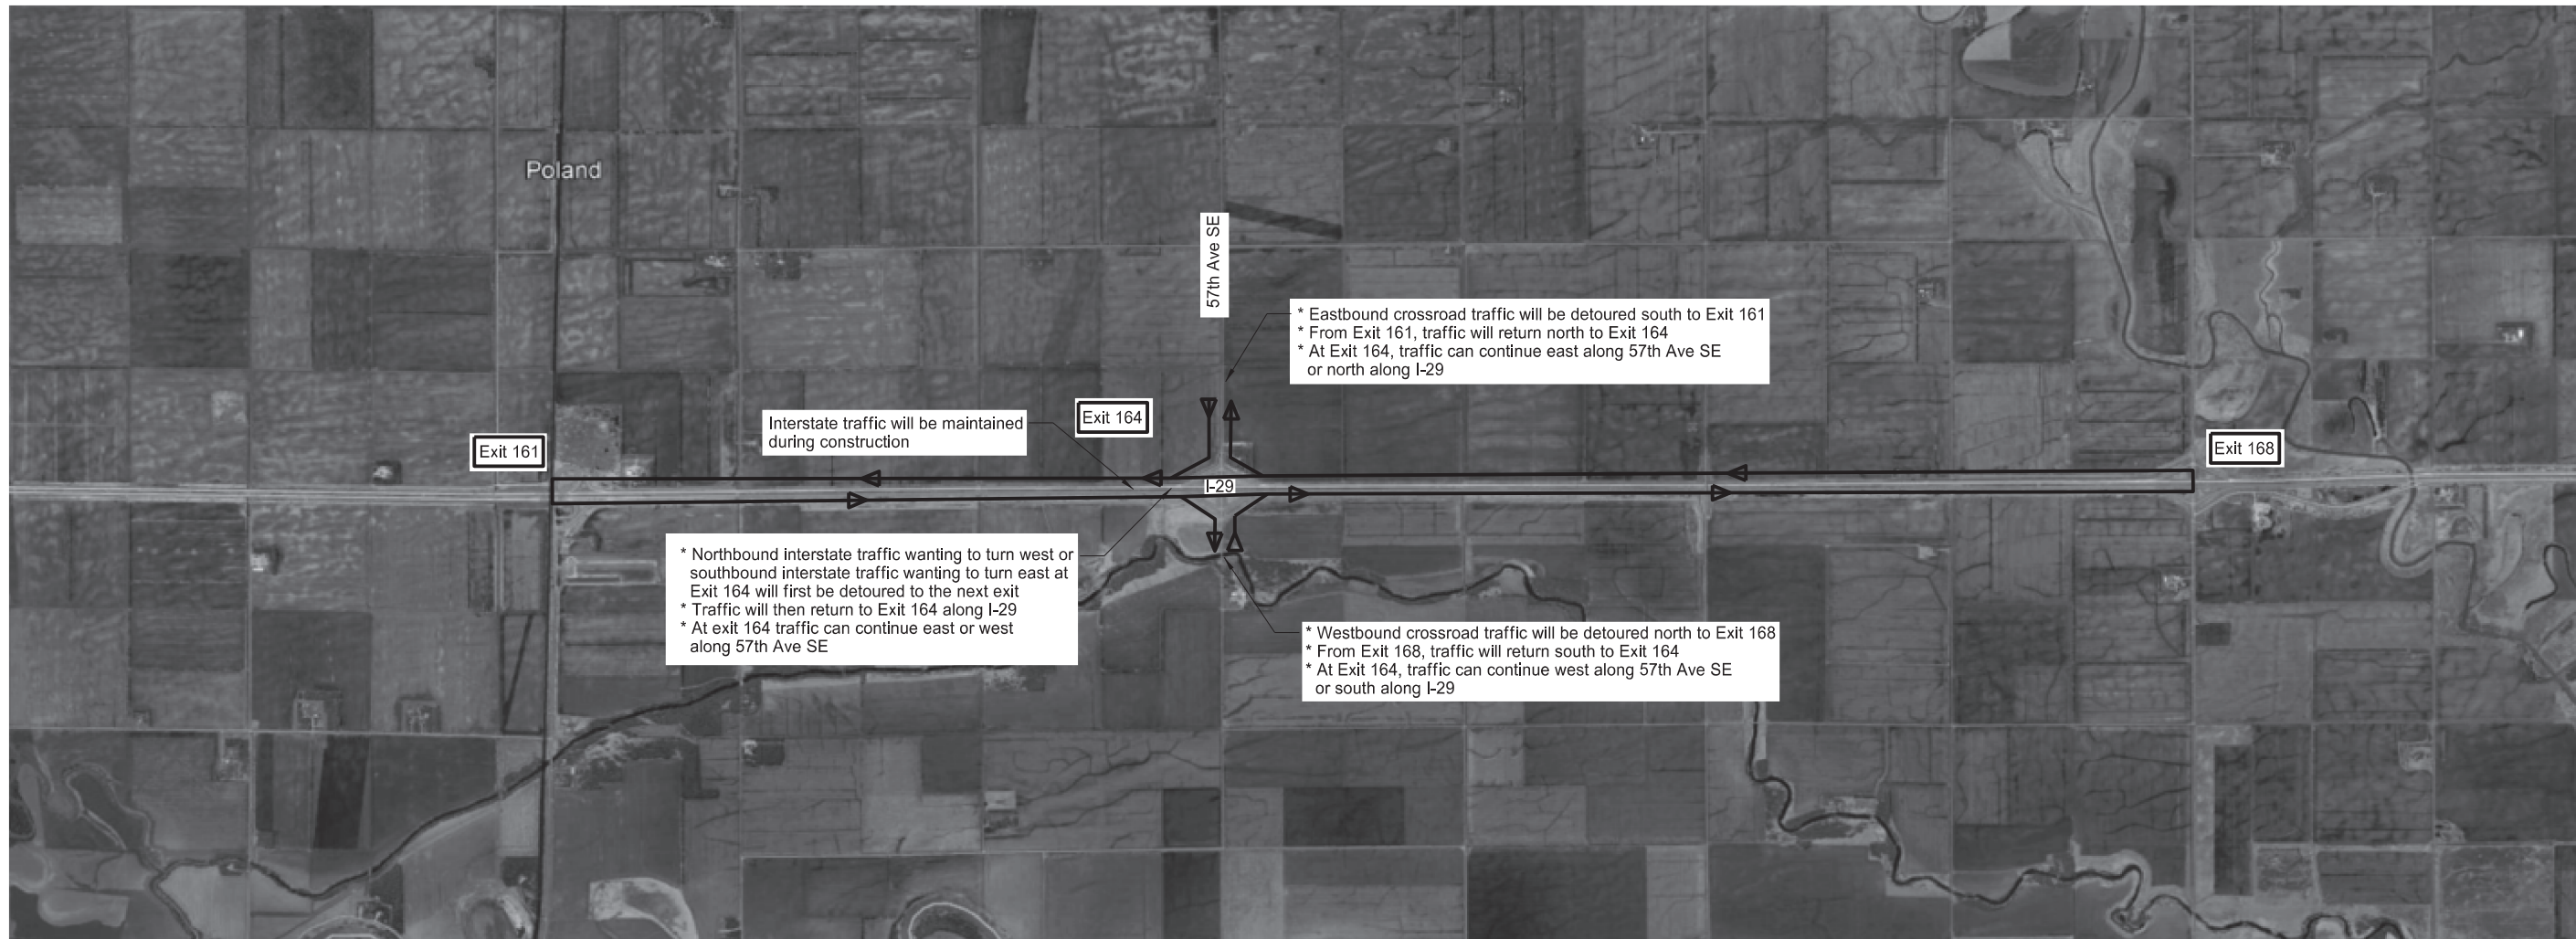 Poland
57th Ave SE
* Eastbound crossroad traffic will be detoured south to Exit 161
* From Exit 161, traffic will return north to Exit 164
* At Exit 164, traffic can continue east along 57th Ave SE
or north along I-29
Exit 164
Interstate traffic will be maintained
during construction
Exit 161
Exit 168
I-29
* Northbound interstate traffic wanting to turn west or
southbound interstate traffic wanting to turn east at
Exit 164 will first be detoured to the next exit
* Traffic will then return to Exit 164 along I-29
* At exit 164 traffic can continue east or west
along 57th Ave SE
* Westbound crossroad traffic will be detoured north to Exit 168
* From Exit 168, traffic will return south to Exit 164
* At Exit 164, traffic can continue west along 57th Ave SE
or south along I-29